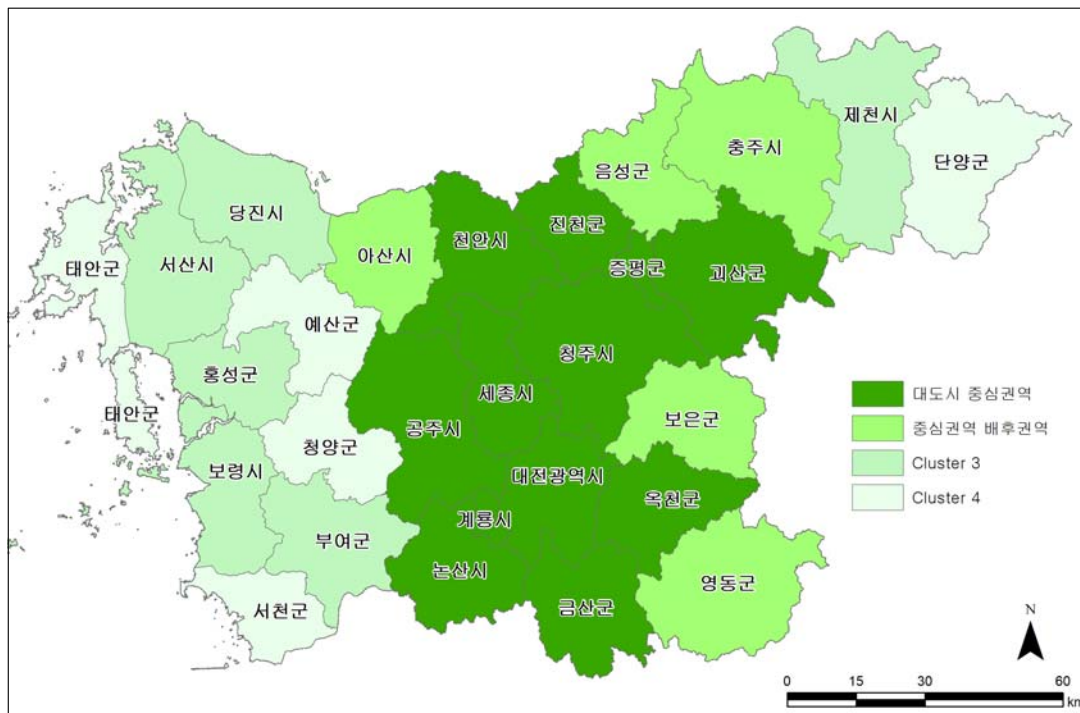 제천시
단양군
충주시
음성군
당진시
진천군
천안시
아산시
증평군
괴산군
태안군
서산시
예산군
청주시
홍성군
세종시
태안군
공주시
보은군
청양군
보령시
대전광역시
옥천군
계룡시
부여군
논산시
영동군
금산군
서천군
대도시 중심권역
중심권역 배후권역
Cluster 3
Cluster 4
N
0 15 30 60
km